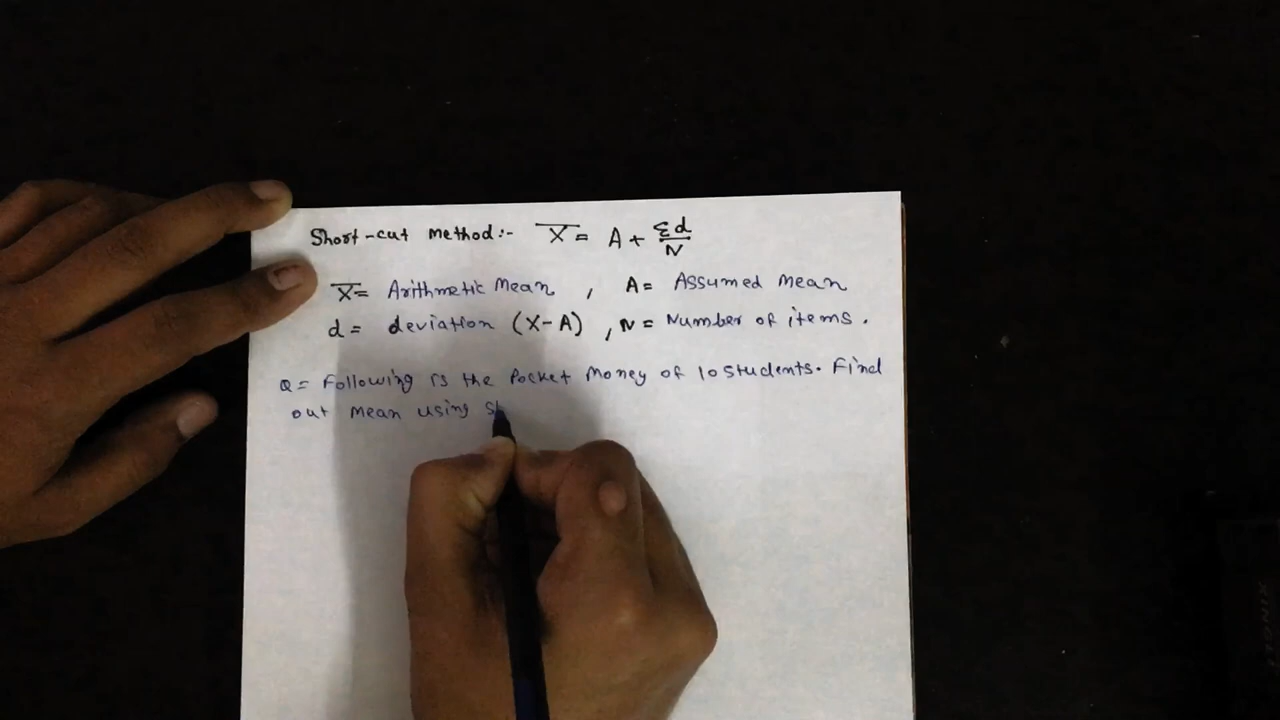 Short-cut method:- X̅ = A + Σd/N
X̅ = Arithmetic Mean , A = Assumed mean
d = deviation (X-A) , N = Number of items.
Q = Following is the Pocket Money of 10 students. Find
out mean using Sh